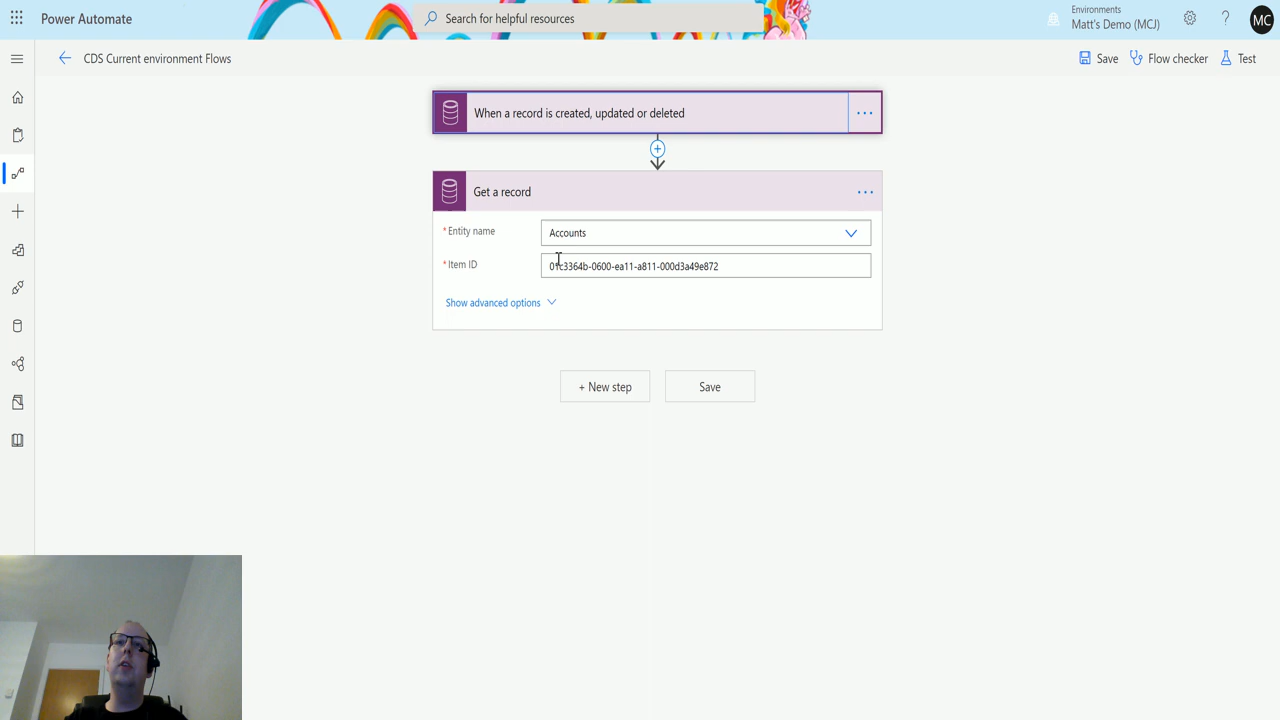 Power Automate
Search for helpful resources
Environments
Matt's Demo (MCJ)
?
MC
CDS Current environment Flows
Save
Flow checker
Test
When a record is created, updated or deleted
...
Get a record
...
* Entity name
Accounts
* Item ID
01c3364b-0600-ea11-a811-000d3a49e872
Show advanced options
+ New step
Save